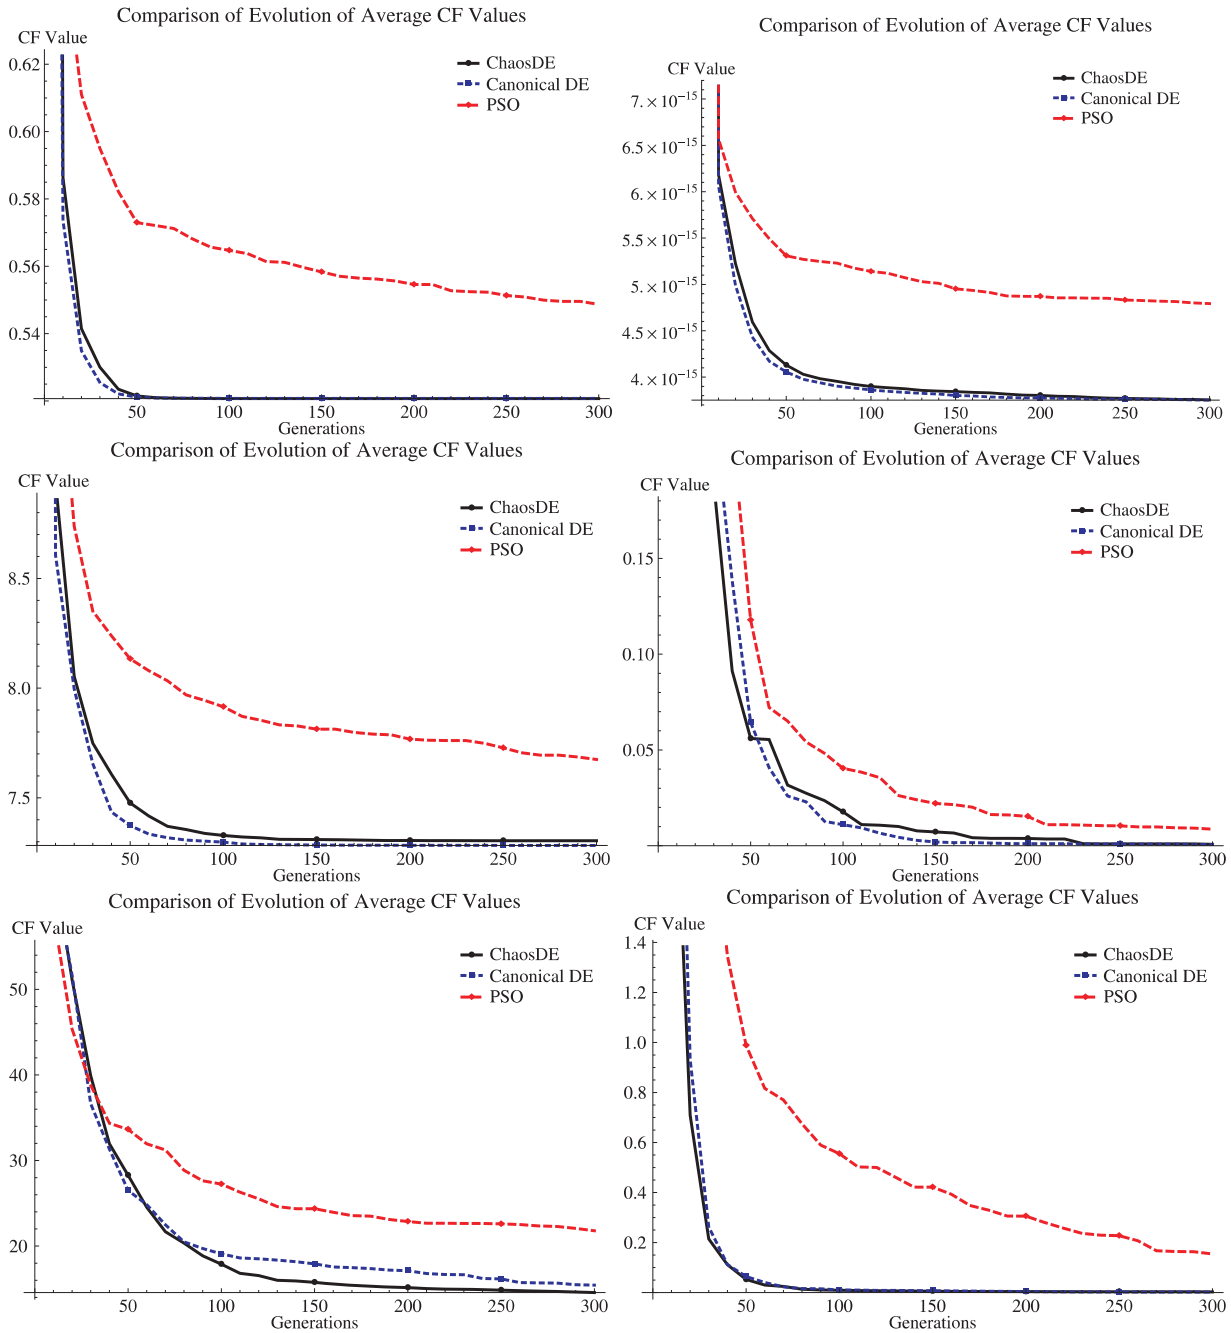 Comparison of Evolution of Average CF Values
CF Value
0.62
0.60
0.58
0.56
0.54
ChaosDE
Canonical DE
PSO
50 100 150 200 250 300
Generations
Comparison of Evolution of Average CF Values
CF Value
7. × 10⁻¹⁵
6.5 × 10⁻¹⁵
6. × 10⁻¹⁵
5.5 × 10⁻¹⁵
5. × 10⁻¹⁵
4.5 × 10⁻¹⁵
4. × 10⁻¹⁵
ChaosDE
Canonical DE
PSO
50 100 150 200 250 300
Generations
Comparison of Evolution of Average CF Values
CF Value
8.5
8.0
7.5
ChaosDE
Canonical DE
PSO
50 100 150 200 250 300
Generations
Comparison of Evolution of Average CF Values
CF Value
0.15
0.10
0.05
ChaosDE
Canonical DE
PSO
50 100 150 200 250 300
Generations
Comparison of Evolution of Average CF Values
CF Value
50
40
30
20
ChaosDE
Canonical DE
PSO
50 100 150 200 250 300
Generations
Comparison of Evolution of Average CF Values
CF Value
1.4
1.2
1.0
0.8
0.6
0.4
0.2
ChaosDE
Canonical DE
PSO
50 100 150 200 250 300
Generations